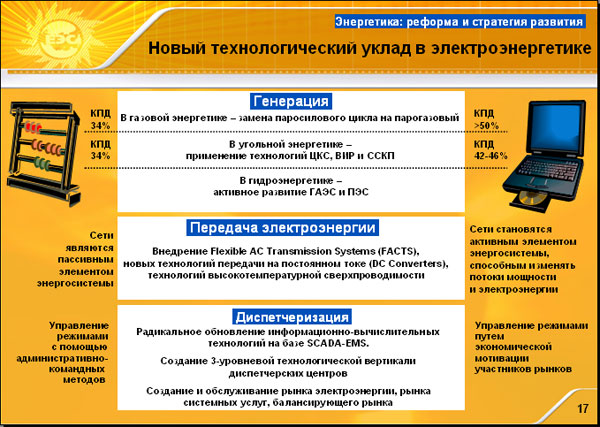 Энергетика: реформа и стратегия развития
Новый технологический уклад в электроэнергетике
Генерация
КПД
34%
В газовой энергетике – замена паросилового цикла на парогазовый
КПД
>50%
КПД
34%
В угольной энергетике –
применение технологий ЦКС, ВИР и ССКП
КПД
42-46%
В гидроэнергетике –
активное развитие ГАЭС и ПЭС
Передача электроэнергии
Сети
являются
пассивным
элементом
энергосистемы
Внедрение Flexible AC Transmission Systems (FACTS),
новых технологий передачи на постоянном токе (DC Converters),
технологий высокотемпературной сверхпроводимости
Сети становятся
активным элементом
энергосистемы,
способным изменять
потоки мощности
и электроэнергии
Диспетчеризация
Управление
режимами
с помощью
административно-
командных
методов
Радикальное обновление информационно-вычислительных
технологий на базе SCADA-EMS.
Создание 3-уровневой технологической вертикали
диспетчерских центров
Создание и обслуживание рынка электроэнергии, рынка
системных услуг, балансирующего рынка
Управление режимами
путем
экономической
мотивации
участников рынков
17